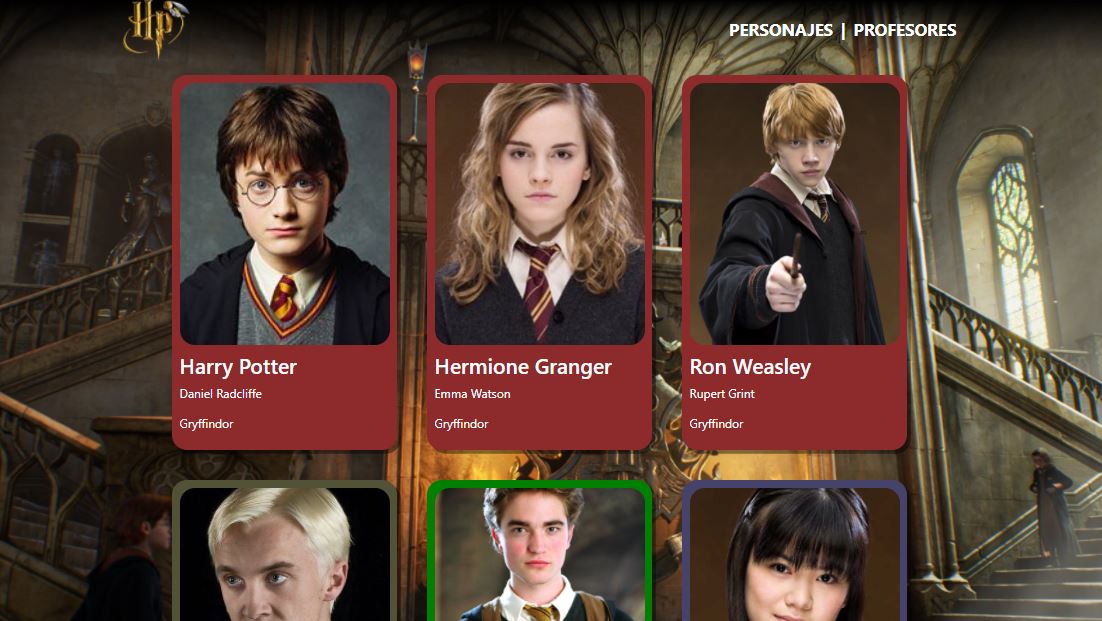 Hp
PERSONAJES | PROFESORES
Harry Potter
Daniel Radcliffe
Gryffindor
Hermione Granger
Emma Watson
Gryffindor
Ron Weasley
Rupert Grint
Gryffindor